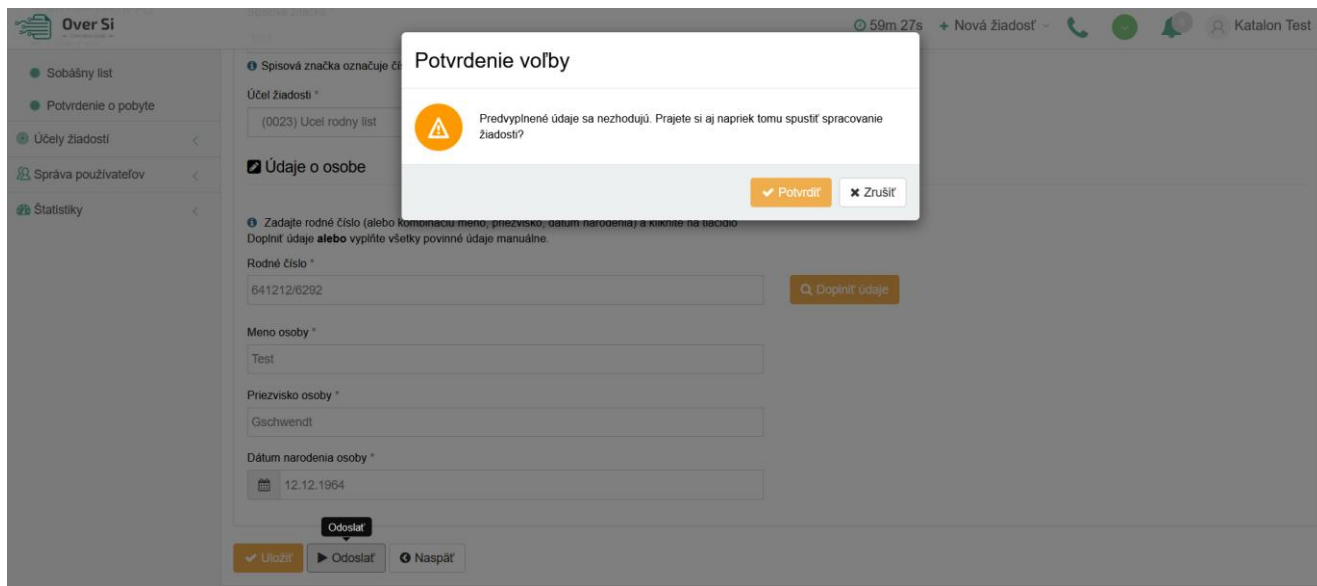 Over Si
59m 27s
+ Nová žiadosť
Katalon Test
Sobášny list
Potvrdenie o pobyte
Účely žiadostí
Správa používateľov
Štatistiky
Spisová značka označuje čí
Účel žiadosti *
(0023) Ucel rodny list
Údaje o osobe
Potvrdenie voľby
Predvyplnené údaje sa nezhodujú. Prajete si aj napriek tomu spustiť spracovanie
žiadosti?
Potvrdiť
Zrušiť
Zadajte rodné číslo (alebo kombináciu meno, priezvisko, dátum narodenia) a kliknite na tlačidlo
Doplniť údaje alebo vyplňte všetky povinné údaje manuálne.
Rodné číslo *
641212/6292
Doplniť údaje
Meno osoby *
Test
Priezvisko osoby *
Gschwendt
Dátum narodenia osoby *
12.12.1964
Odoslať
Uložiť
Odoslať
Naspäť